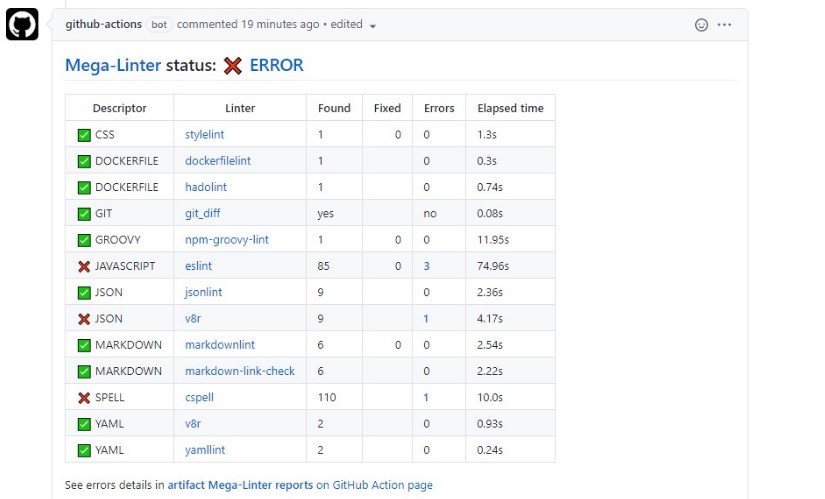 github-actions bot commented 19 minutes ago • edited
Mega-Linter status: ❌ ERROR
Descriptor Linter Found Fixed Errors Elapsed time
✅ CSS stylelint 1 0 0 1.3s
✅ DOCKERFILE dockerfilelint 1 0 0.3s
✅ DOCKERFILE hadolint 1 0 0.74s
✅ GIT git_diff yes no 0.08s
✅ GROOVY npm-groovy-lint 1 0 0 11.95s
❌ JAVASCRIPT eslint 85 0 3 74.96s
✅ JSON jsonlint 9 0 2.36s
❌ JSON v8r 9 1 4.17s
✅ MARKDOWN markdownlint 6 0 0 2.54s
✅ MARKDOWN markdown-link-check 6 0 2.22s
❌ SPELL cspell 110 1 10.0s
✅ YAML v8r 2 0 0.93s
✅ YAML yamllint 2 0 0.24s
See errors details in artifact Mega-Linter reports on GitHub Action page